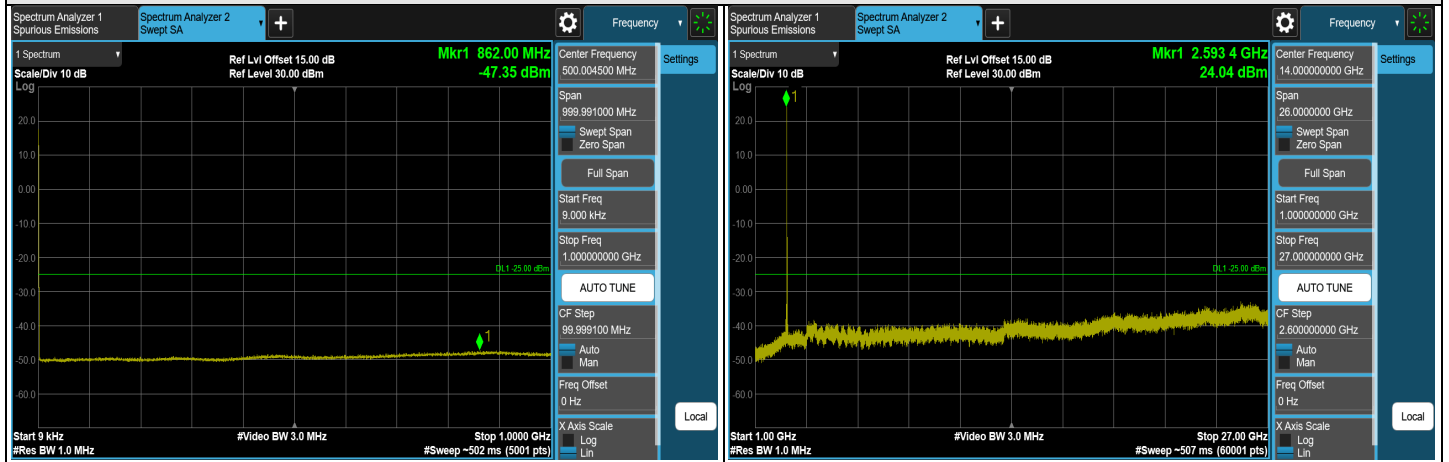 Spectrum Analyzer 1
Spurious Emissions
Spectrum Analyzer 2
Swept SA
+
Frequency
1 Spectrum
Scale/Div 10 dB
Log
Ref Lvl Offset 15.00 dB
Ref Level 30.00 dBm
Mkr1 862.00 MHz
-47.35 dBm
20.0
10.0
0.00
-10.0
-20.0
-30.0
-40.0
-50.0
-60.0
DL1 -25.00 dBm
1
Start 9 kHz
#Res BW 1.0 MHz
#Video BW 3.0 MHz
Stop 1.0000 GHz
#Sweep ~502 ms (5001 pts)
Center Frequency
500.004500 MHz
Span
999.991000 MHz
Swept Span
Zero Span
Full Span
Start Freq
9.000 kHz
Stop Freq
1.000000000 GHz
AUTO TUNE
CF Step
99.999100 MHz
Auto
Man
Freq Offset
0 Hz
X Axis Scale
Log
Lin
Settings
Local
Spectrum Analyzer 1
Spurious Emissions
Spectrum Analyzer 2
Swept SA
+
Frequency
1 Spectrum
Scale/Div 10 dB
Log
Ref Lvl Offset 15.00 dB
Ref Level 30.00 dBm
Mkr1 2.593 4 GHz
24.04 dBm
20.0
10.0
0.00
-10.0
-20.0
-30.0
-40.0
-50.0
-60.0
DL1 -25.00 dBm
1
Start 1.00 GHz
#Res BW 1.0 MHz
#Video BW 3.0 MHz
Stop 27.00 GHz
#Sweep ~507 ms (60001 pts)
Center Frequency
14.000000000 GHz
Span
26.0000000 GHz
Swept Span
Zero Span
Full Span
Start Freq
1.000000000 GHz
Stop Freq
27.000000000 GHz
AUTO TUNE
CF Step
2.600000000 GHz
Auto
Man
Freq Offset
0 Hz
X Axis Scale
Log
Lin
Settings
Local